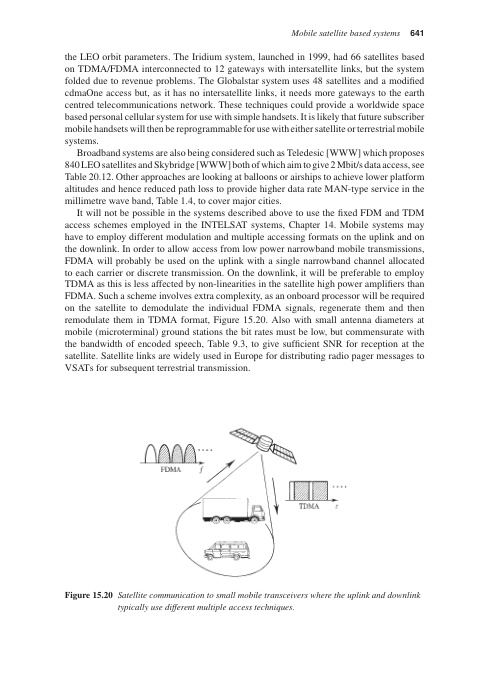 Mobile satellite based systems 641
the LEO orbit parameters. The Iridium system, launched in 1999, had 66 satellites based
on TDMA/FDMA interconnected to 12 gateways with intersatellite links, but the system
folded due to revenue problems. The Globalstar system uses 48 satellites and a modified
cdmaOne access but, as it has no intersatellite links, it needs more gateways to the earth
centred telecommunications network. These techniques could provide a worldwide space
based personal cellular system for use with simple handsets. It is likely that future subscriber
mobile handsets will then be reprogrammable for use with either satellite or terrestrial mobile
systems.
Broadband systems are also being considered such as Teledesic [WWW] which proposes
840 LEO satellites and Skybridge [WWW] both of which aim to give 2 Mbit/s data access, see
Table 20.12. Other approaches are looking at balloons or airships to achieve lower platform
altitudes and hence reduced path loss to provide higher data rate MAN-type service in the
millimetre wave band, Table 1.4, to cover major cities.
It will not be possible in the systems described above to use the fixed FDM and TDM
access schemes employed in the INTELSAT systems, Chapter 14. Mobile systems may
have to employ different modulation and multiple accessing formats on the uplink and on
the downlink. In order to allow access from low power narrowband mobile transmissions,
FDMA will probably be used on the uplink with a single narrowband channel allocated
to each carrier or discrete transmission. On the downlink, it will be preferable to employ
TDMA as this is less affected by non-linearities in the satellite high power amplifiers than
FDMA. Such a scheme involves extra complexity, as an onboard processor will be required
on the satellite to demodulate the individual FDMA signals, regenerate them and then
remodulate them in TDMA format, Figure 15.20. Also with small antenna diameters at
mobile (microterminal) ground stations the bit rates must be low, but commensurate with
the bandwidth of encoded speech, Table 9.3, to give sufficient SNR for reception at the
satellite. Satellite links are widely used in Europe for distributing radio pager messages to
VSATs for subsequent terrestrial transmission.
FDMA f
TDMA t
Figure 15.20 Satellite communication to small mobile transceivers where the uplink and downlink
typically use different multiple access techniques.